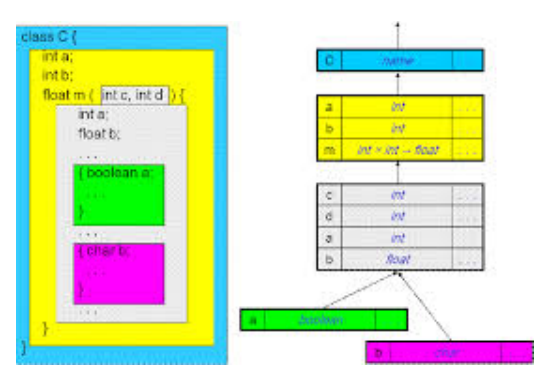 class C {
int a;
int b;
float m ( int c, int d ) {
int a;
float b;
. . .
{ boolean a;
. . .
}
. . .
{ char b;
. . .
}
. . .
}
}
C name
a int . . .
b int . . .
m int × int → float . . .
c int . . .
d int . . .
a int
b float . . .
a boolean
b char